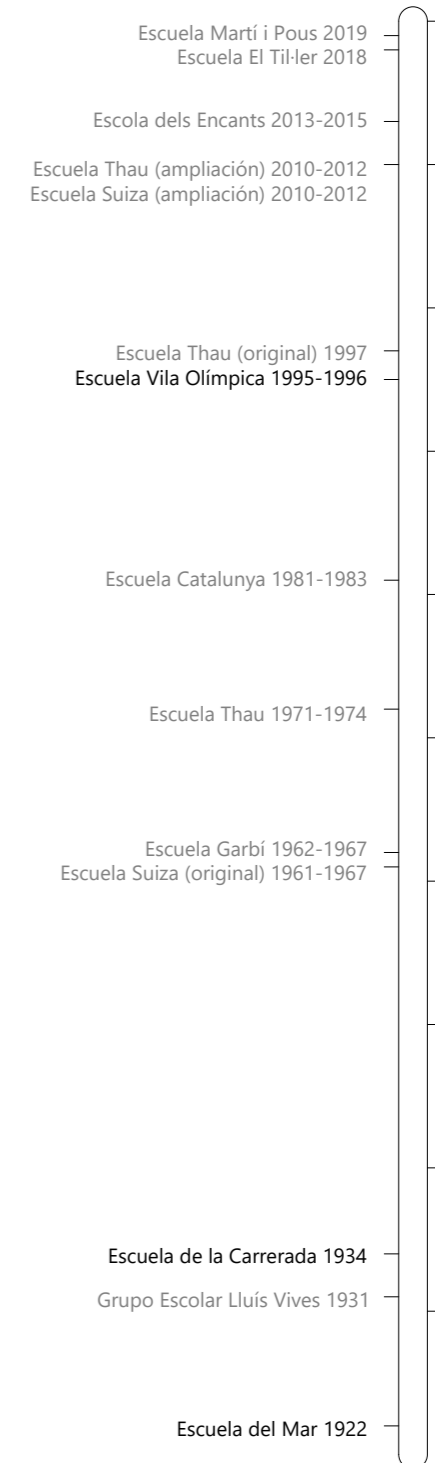 Escuela Martí i Pous 2019
Escuela El Til·ler 2018
Escola dels Encants 2013-2015
Escuela Thau (ampliación) 2010-2012
Escuela Suiza (ampliación) 2010-2012
Escuela Thau (original) 1997
Escuela Vila Olímpica 1995-1996
Escuela Catalunya 1981-1983
Escuela Thau 1971-1974
Escuela Garbí 1962-1967
Escuela Suiza (original) 1961-1967
Escuela de la Carrerada 1934
Grupo Escolar Lluís Vives 1931
Escuela del Mar 1922